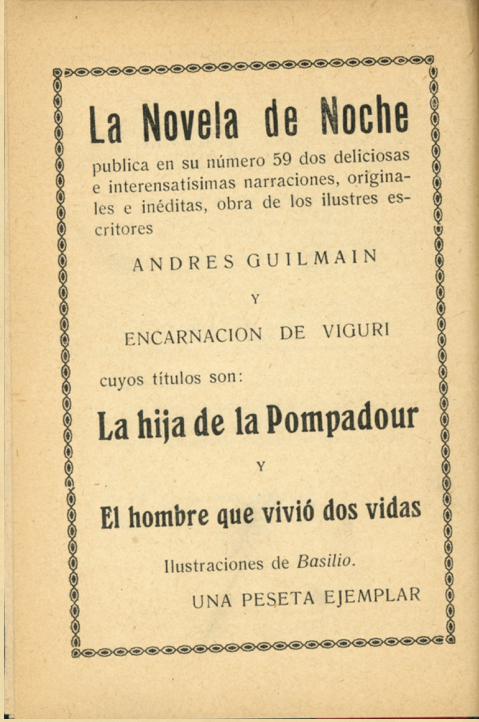 La Novela de Noche
publica en su número 59 dos deliciosas
e interensatísimas narraciones, origina-
les e inéditas, obra de los ilustres es-
critores
ANDRES GUILMAIN
Y
ENCARNACION DE VIGURI
cuyos títulos son:
La hija de la Pompadour
Y
El hombre que vivió dos vidas
Ilustraciones de Basilio.
UNA PESETA EJEMPLAR